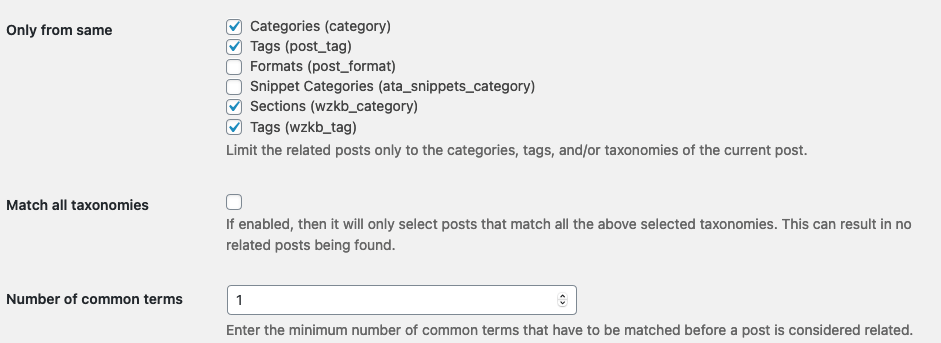 Only from same
Categories (category)
Tags (post_tag)
Formats (post_format)
Snippet Categories (ata_snippets_category)
Sections (wzkb_category)
Tags (wzkb_tag)
Limit the related posts only to the categories, tags, and/or taxonomies of the current post.
Match all taxonomies
If enabled, then it will only select posts that match all the above selected taxonomies. This can result in no
related posts being found.
Number of common terms
1
Enter the minimum number of common terms that have to be matched before a post is considered related.